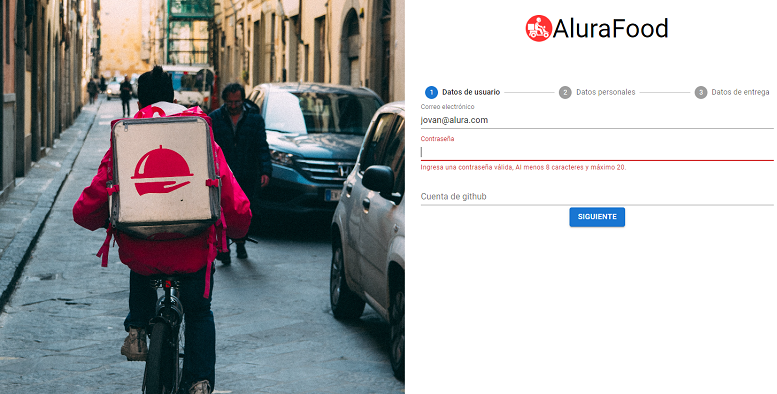 AluraFood
1 Datos de usuario 2 Datos personales 3 Datos de entrega
Correo electrónico
jovan@alura.com
Contraseña
Ingresa una contraseña válida, Al menos 8 caracteres y máximo 20.
Cuenta de github
SIGUIENTE